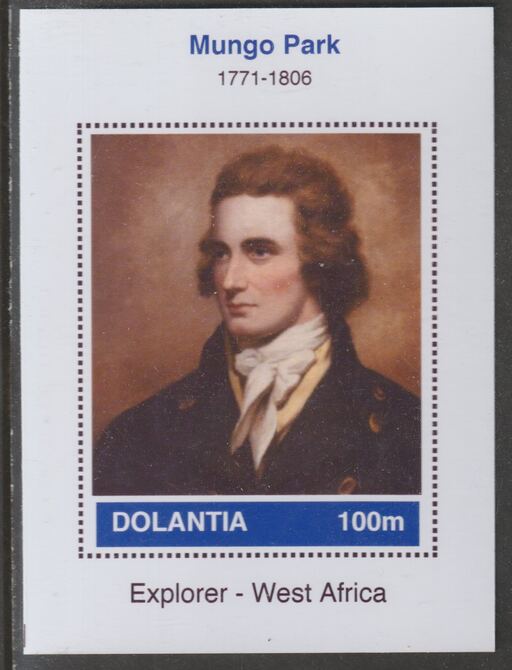 Mungo Park
1771-1806
DOLANTIA 100m
Explorer - West Africa